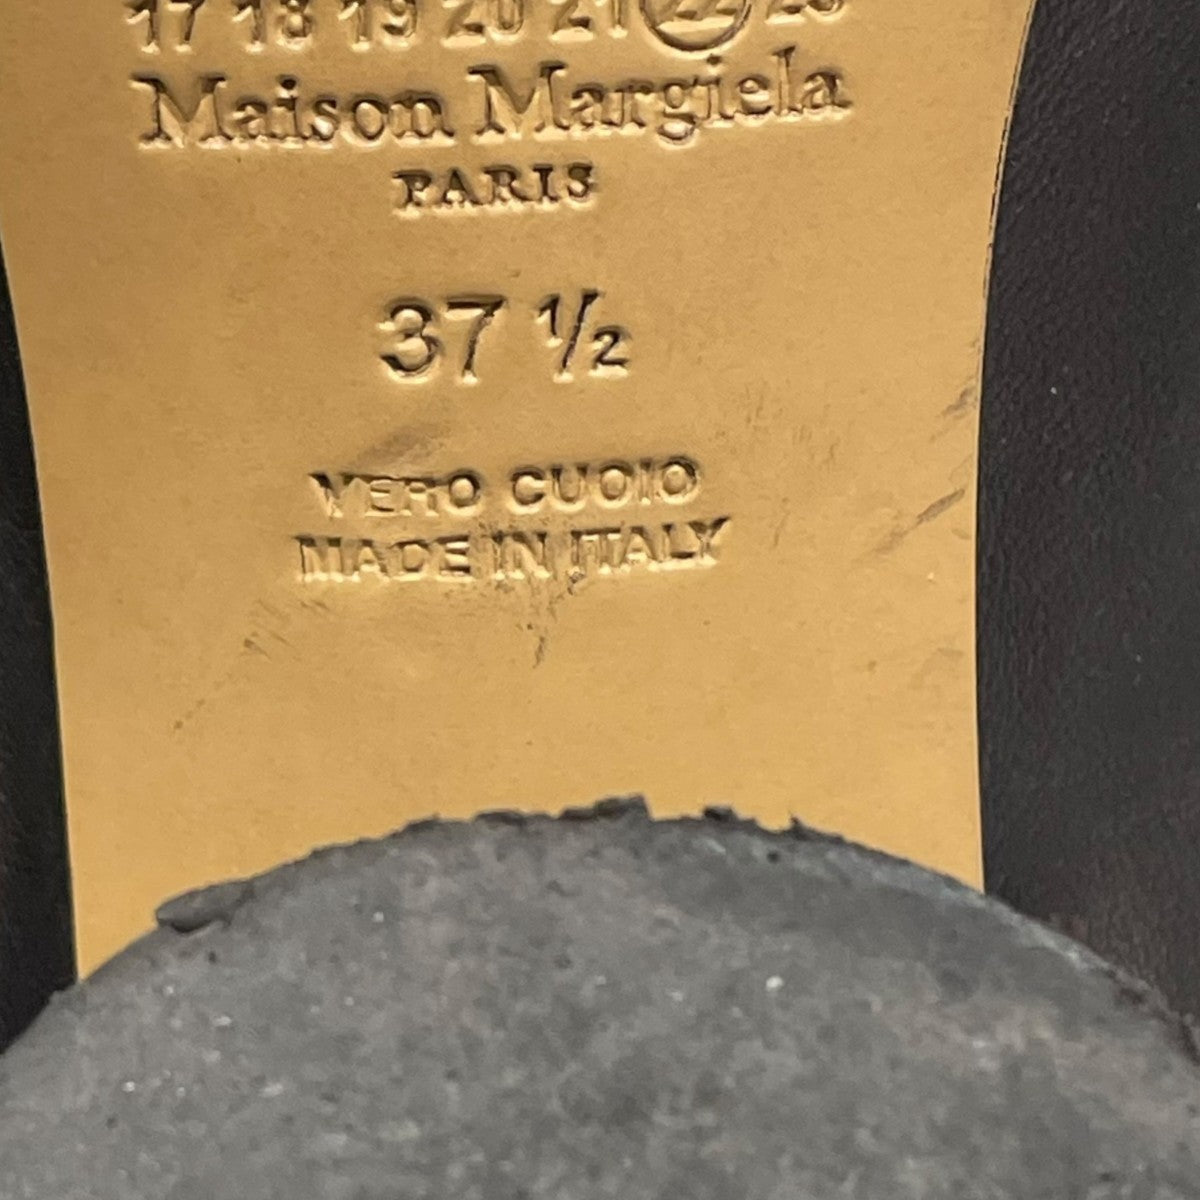 17 18 19 20 21 22 23
Maison Margiela
PARIS
37 ½
VERO CUOIO
MADE IN ITALY